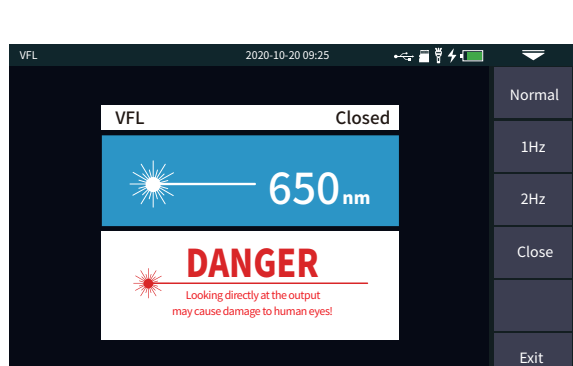 VFL 2020-10-20 09:25
VFL Closed
650nm
DANGER
Looking directly at the output
may cause damage to human eyes!
Normal
1Hz
2Hz
Close
Exit